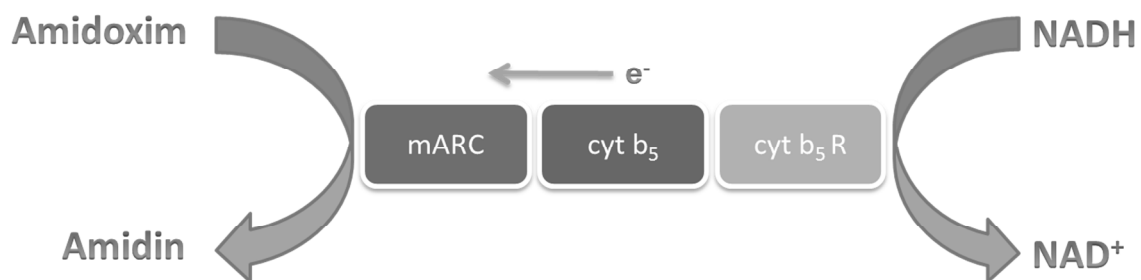 Amidoxim
NADH
e⁻
mARC
cyt b₅
cyt b₅ R
Amidin
NAD⁺